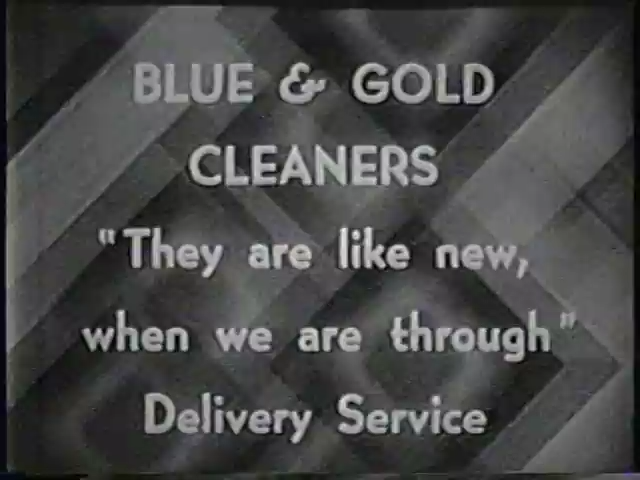 BLUE & GOLD
CLEANERS
"They are like new,
when we are through"
Delivery Service